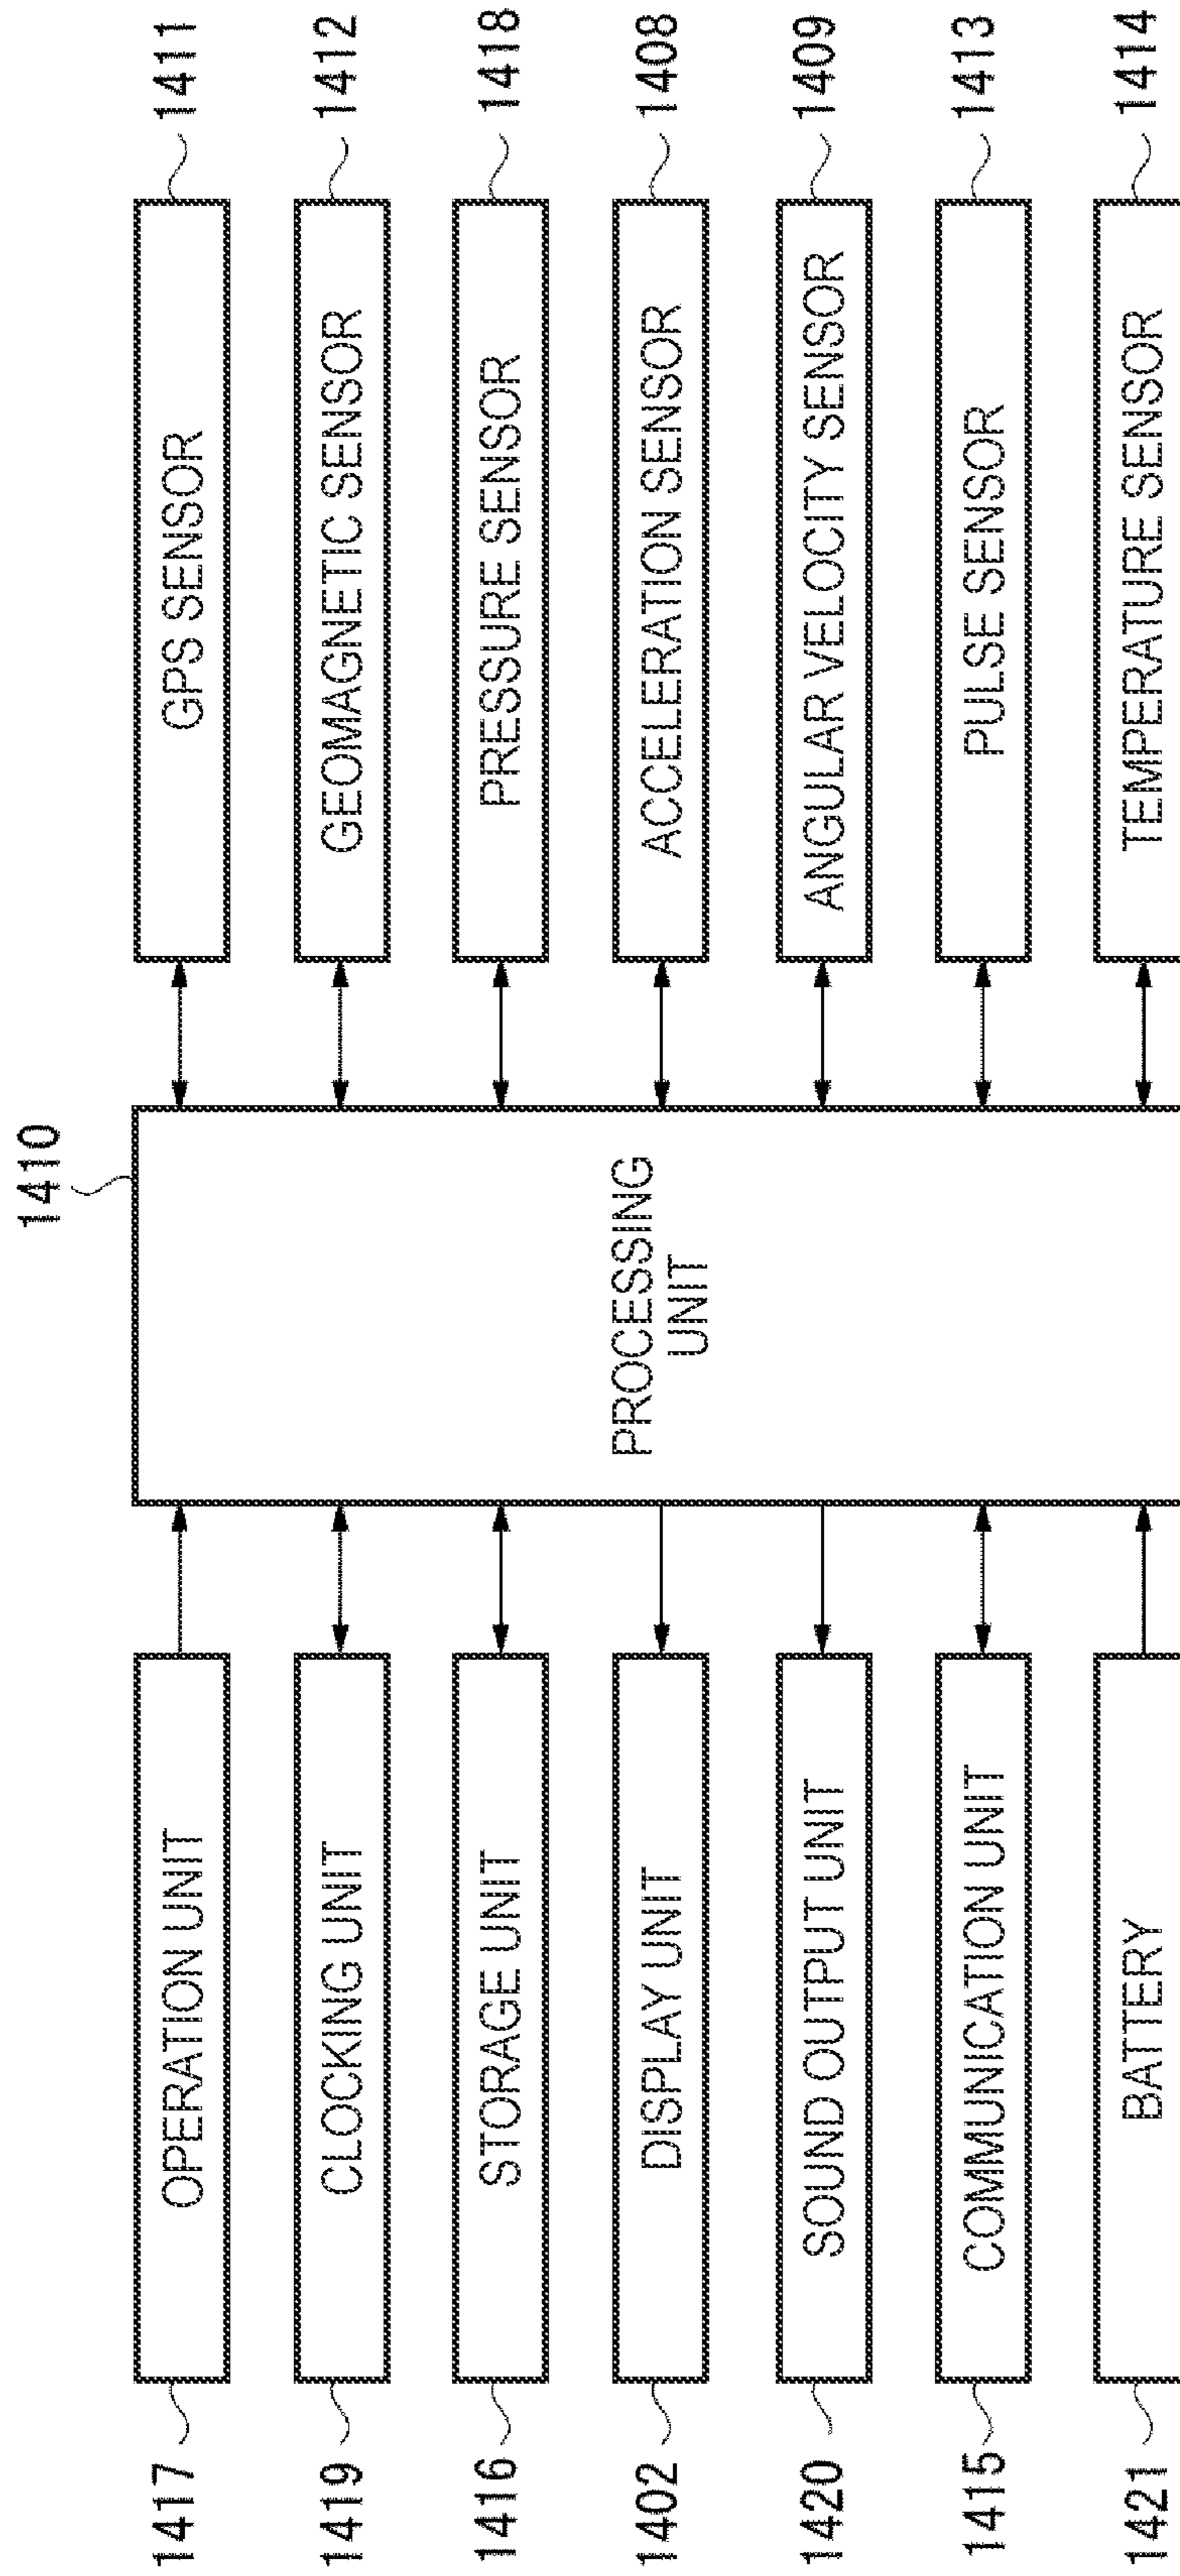 1410
1417
OPERATION UNIT
GPS SENSOR
1411
1419
CLOCKING UNIT
GEOMAGNETIC SENSOR
1412
1416
STORAGE UNIT
PRESSURE SENSOR
1418
1402
DISPLAY UNIT
PROCESSING
UNIT
ACCELERATION SENSOR
1408
1420
SOUND OUTPUT UNIT
ANGULAR VELOCITY SENSOR
1409
1415
COMMUNICATION UNIT
PULSE SENSOR
1413
1421
BATTERY
TEMPERATURE SENSOR
1414